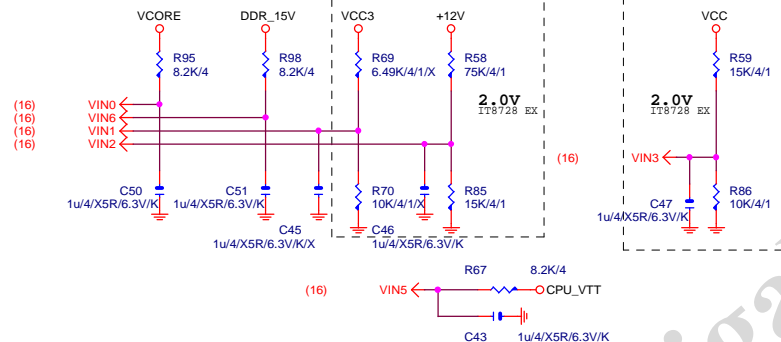 VCORE DDR_15V VCC3 +12V VCC
R95 R98 R69 R58 R59
8.2K/4 8.2K/4 6.49K/4/1/X 75K/4/1 15K/4/1
2.0V 2.0V
IT8728 EX IT8728 EX
(16) VIN0
(16) VIN6
(16) VIN1
(16) VIN2
(16) VIN3
C50 C51 R70 R85 R86
1u/4/X5R/6.3V/K 1u/4/X5R/6.3V/K 10K/4/1/X 15K/4/1 10K/4/1
C47
1u/4/X5R/6.3V/K
C45 C46
1u/4/X5R/6.3V/K/X 1u/4/X5R/6.3V/K
R67 8.2K/4
(16) VIN5 CPU_VTT
C43 1u/4/X5R/6.3V/K